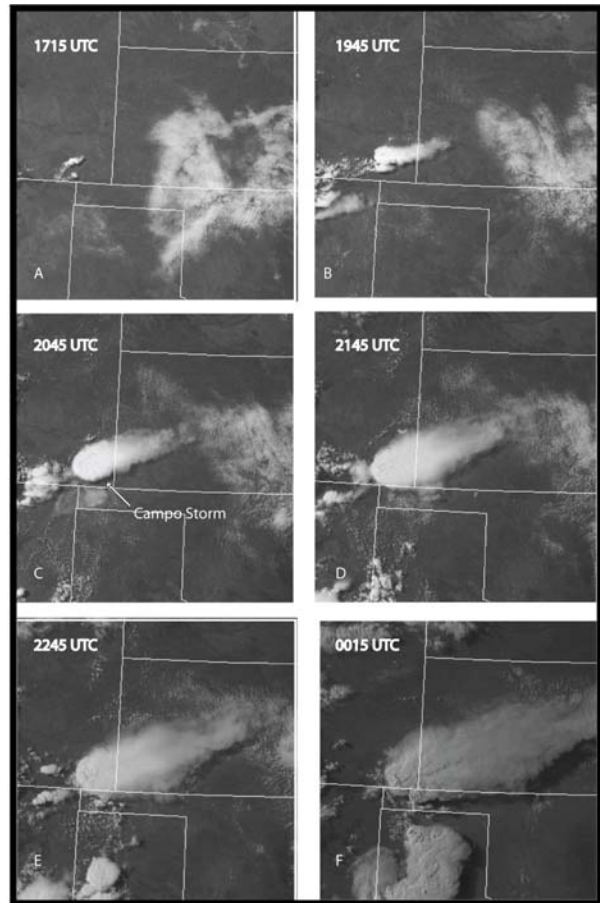 1715 UTC
A
1945 UTC
B
2045 UTC
Campo Storm
C
2145 UTC
D
2245 UTC
E
0015 UTC
F